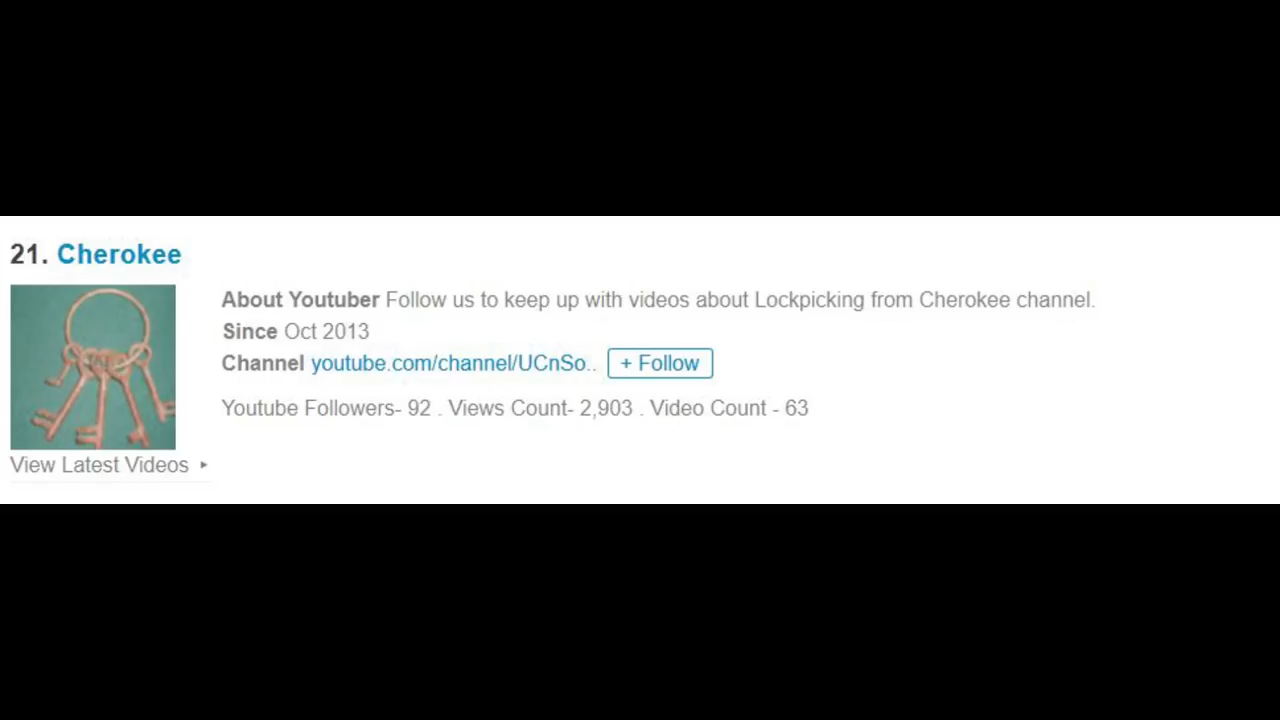 21. Cherokee
About Youtuber Follow us to keep up with videos about Lockpicking from Cherokee channel.
Since Oct 2013
Channel youtube.com/channel/UCnSo.. + Follow
Youtube Followers- 92 . Views Count- 2,903 . Video Count - 63
View Latest Videos ▸